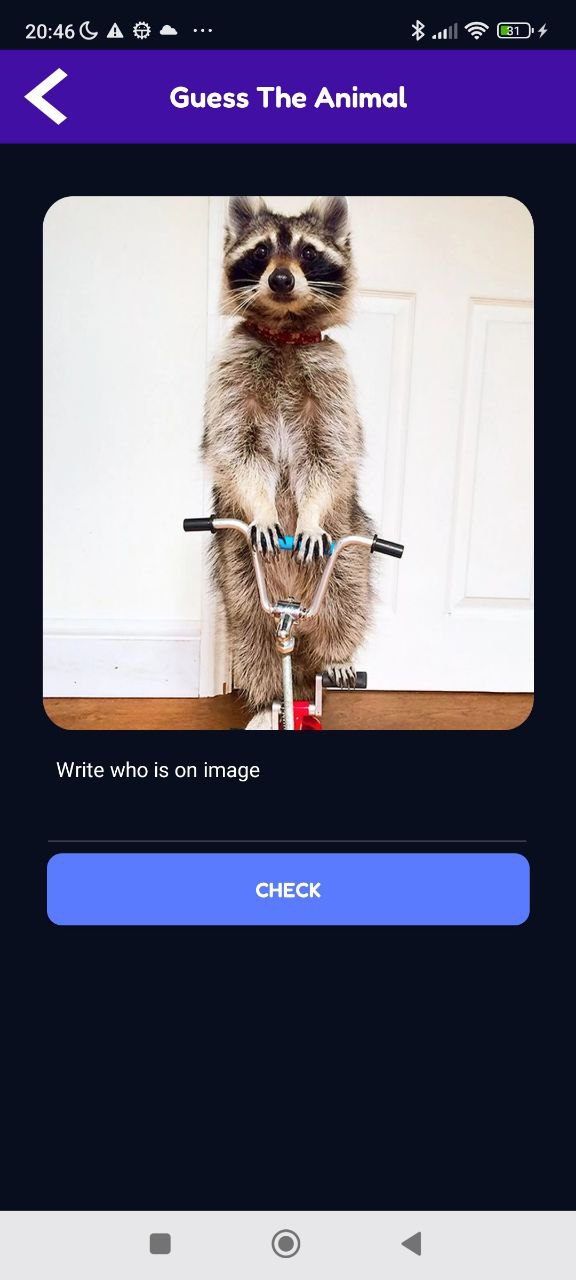 20:46 31
Guess The Animal
Write who is on image
CHECK